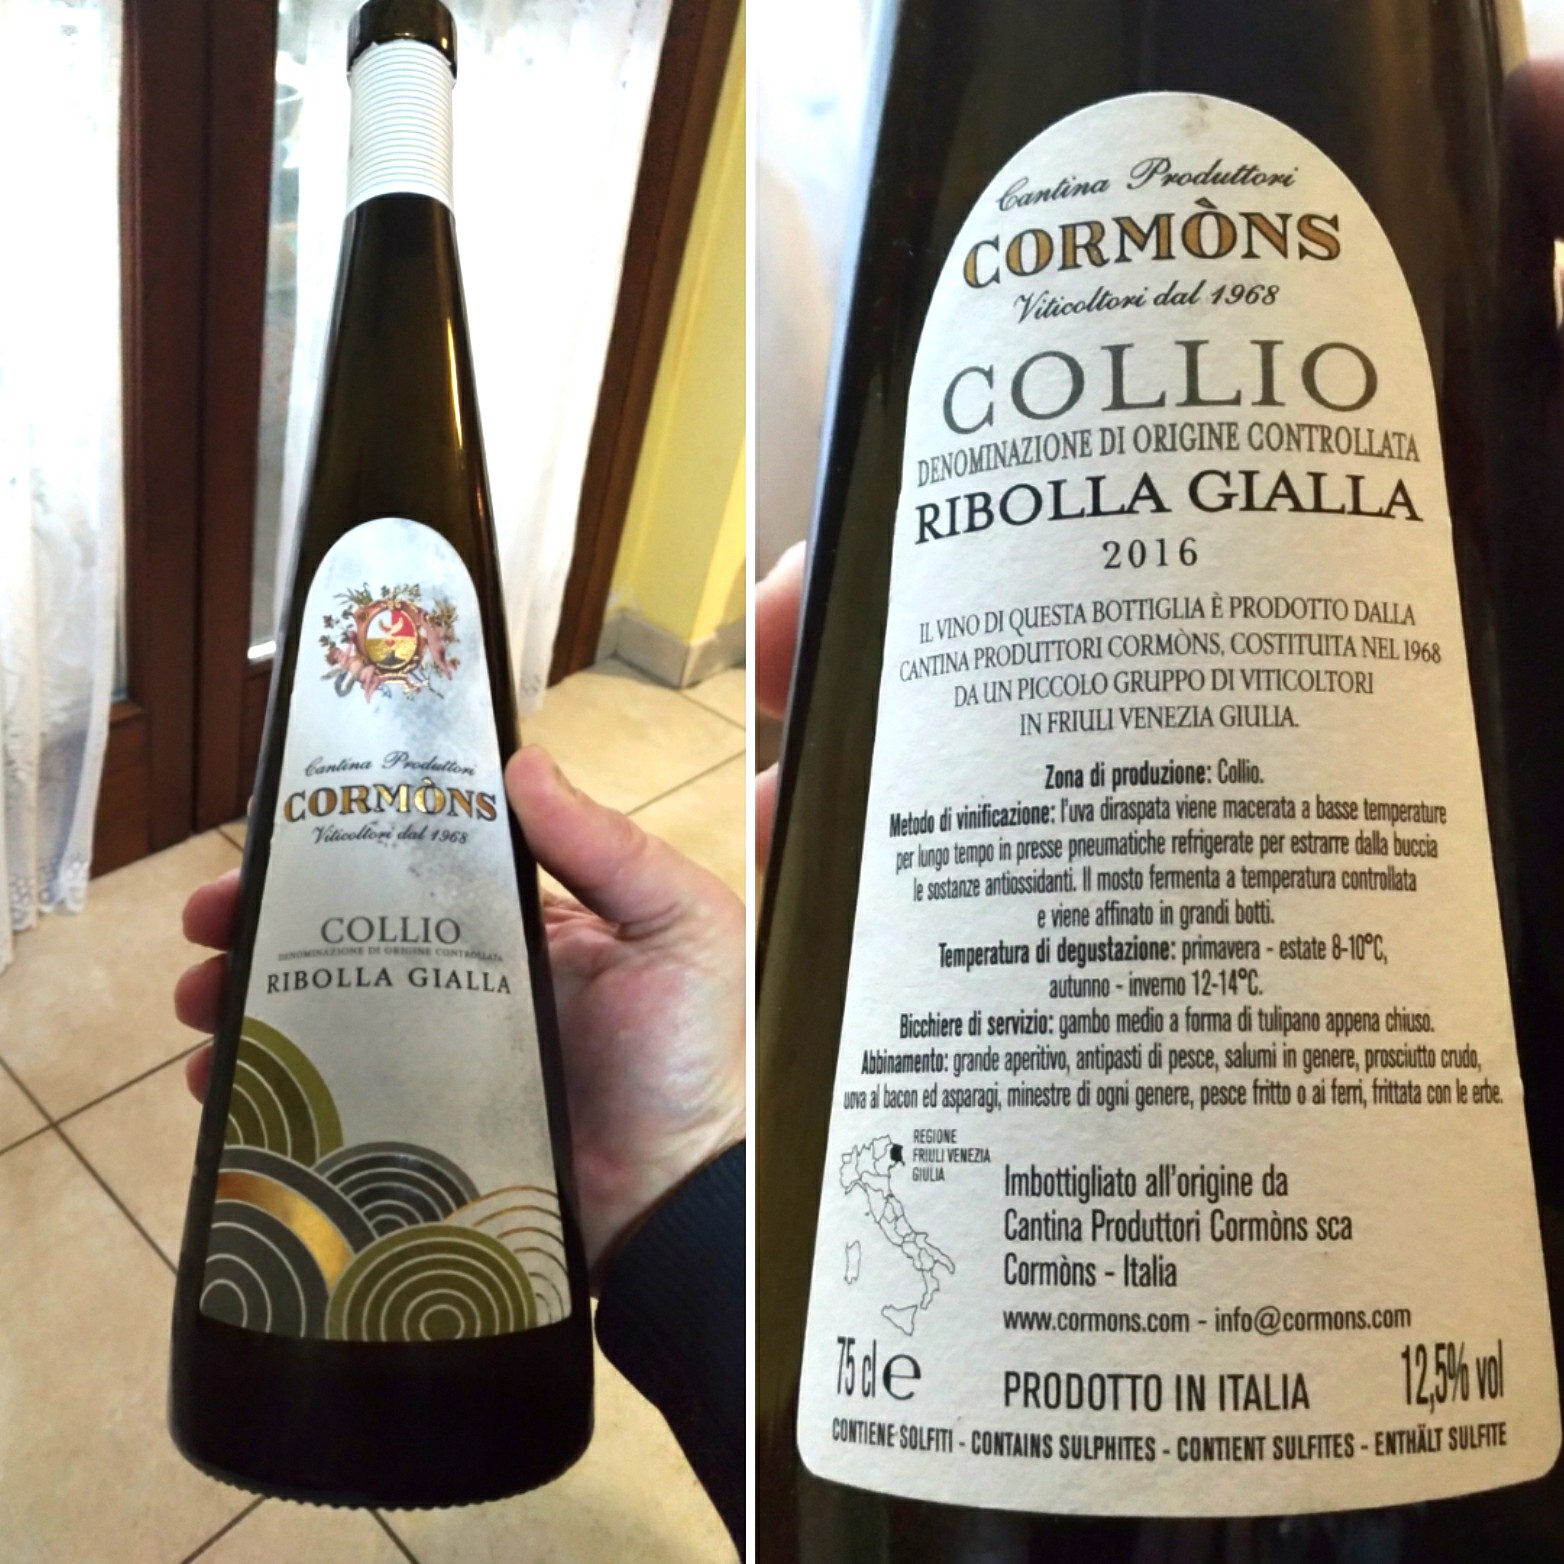 Cantina Produttori
CORMÒNS
Viticoltori dal 1968
COLLIO
DENOMINAZIONE DI ORIGINE CONTROLLATA
RIBOLLA GIALLA
Cantina Produttori
CORMÒNS
Viticoltori dal 1968
COLLIO
DENOMINAZIONE DI ORIGINE CONTROLLATA
RIBOLLA GIALLA
2016
IL VINO DI QUESTA BOTTIGLIA È PRODOTTO DALLA
CANTINA PRODUTTORI CORMÒNS, COSTITUITA NEL 1968
DA UN PICCOLO GRUPPO DI VITICOLTORI
IN FRIULI VENEZIA GIULIA.
Zona di produzione: Collio.
Metodo di vinificazione: l'uva diraspata viene macerata a basse temperature
per lungo tempo in presse pneumatiche refrigerate per estrarre dalla buccia
le sostanze antiossidanti. Il mosto fermenta a temperatura controllata
e viene affinato in grandi botti.
Temperatura di degustazione: primavera - estate 8-10°C,
autunno - inverno 12-14°C.
Bicchiere di servizio: gambo medio a forma di tulipano appena chiuso.
Abbinamento: grande aperitivo, antipasti di pesce, salumi in genere, prosciutto crudo,
uova al bacon ed asparagi, minestre di ogni genere, pesce fritto o ai ferri, frittata con le erbe.
REGIONE
FRIULI VENEZIA
GIULIA
Imbottigliato all'origine da
Cantina Produttori Cormòns sca
Cormòns - Italia
www.cormons.com - info@cormons.com
75 cl e PRODOTTO IN ITALIA 12,5% vol
CONTIENE SOLFITI - CONTAINS SULPHITES - CONTIENT SULFITES - ENTHÄLT SULFITE